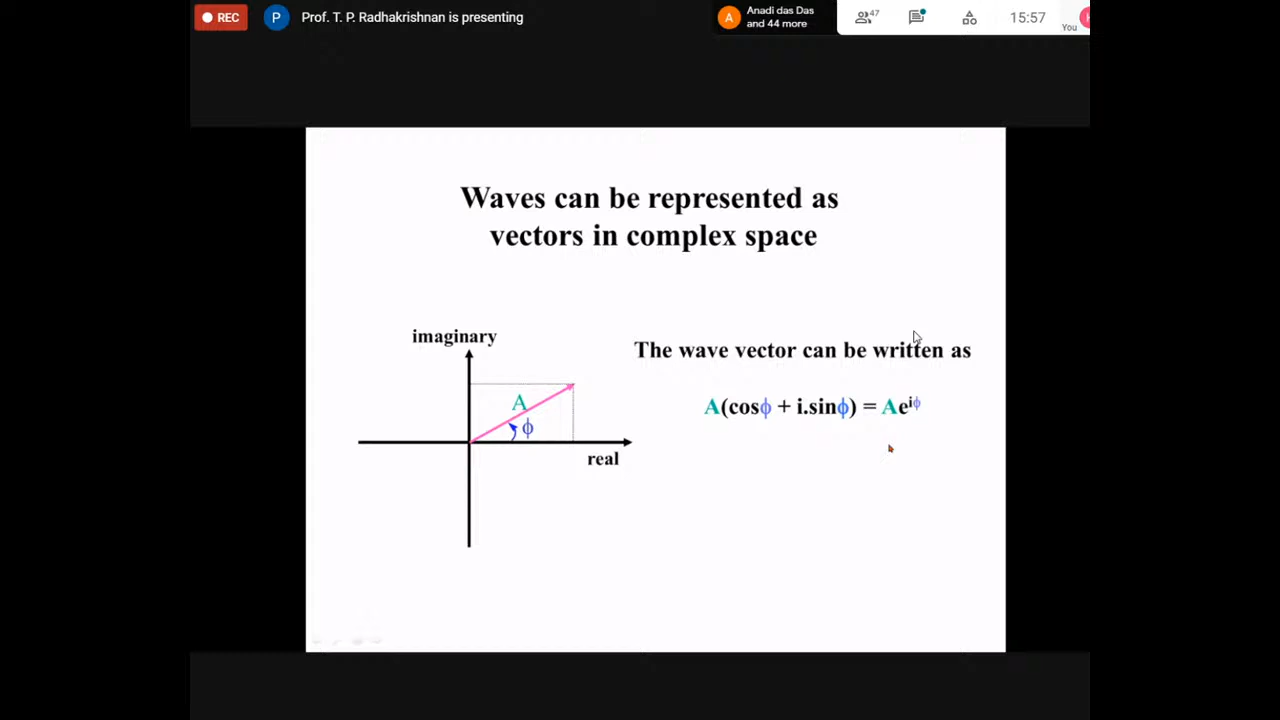 REC
P
Prof. T. P. Radhakrishnan is presenting
A
Anadi das Das
and 44 more
47
15:57
You
Waves can be represented as
vectors in complex space
imaginary
The wave vector can be written as
A
A(cosϕ + i.sinϕ) = Ae^iϕ
ϕ
real